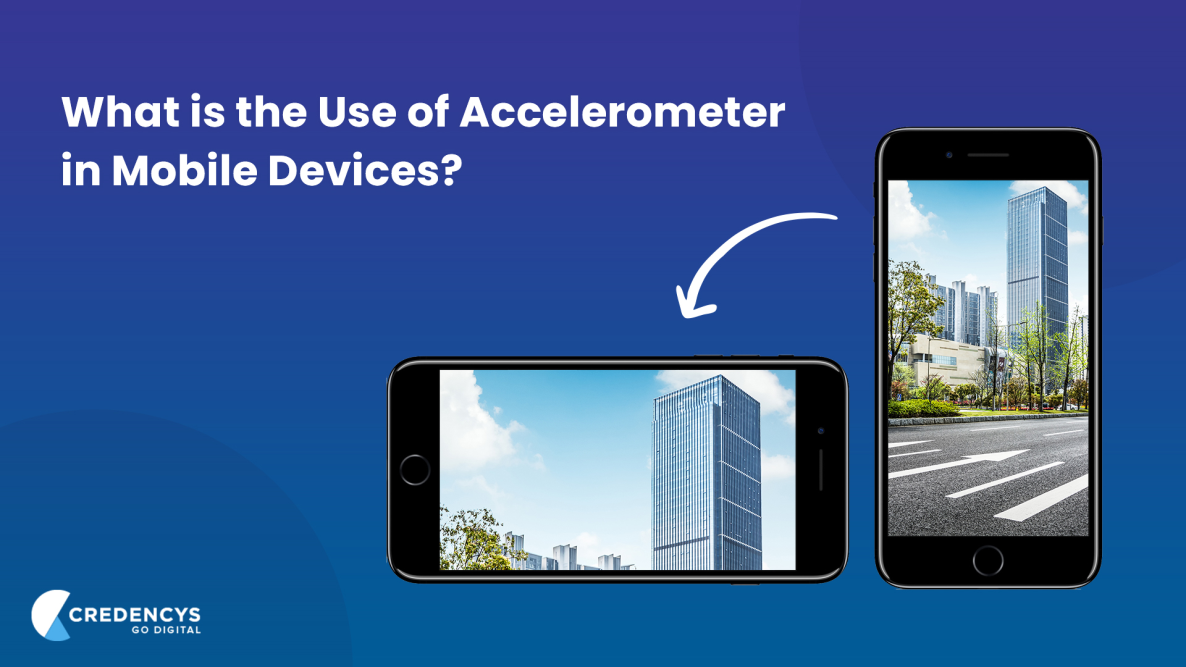 What is the Use of Accelerometer
in Mobile Devices?
CREDENCYS
GO DIGITAL